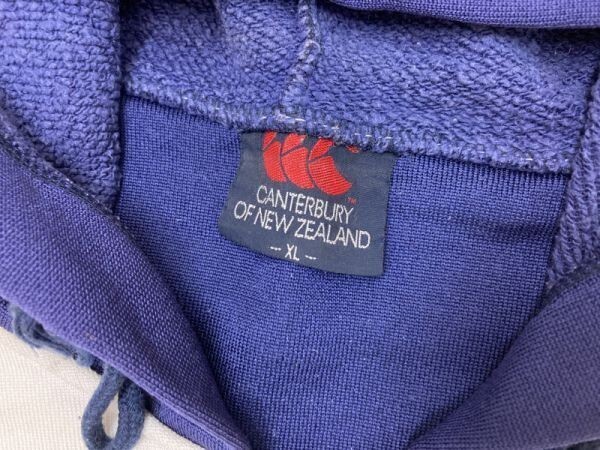 CANTERBURY
OF NEW ZEALAND
-- XL --